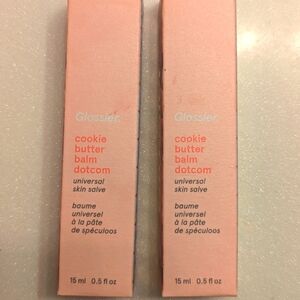 Glossier.
cookie
butter
balm
dotcom
universal
skin salve
baume
universel
à la pâte
de spéculoos
15 ml 0.5 fl oz
Glossier.
cookie
butter
balm
dotcom
universal
skin salve
baume
universel
à la pâte
de spéculoos
15 ml 0.5 fl oz